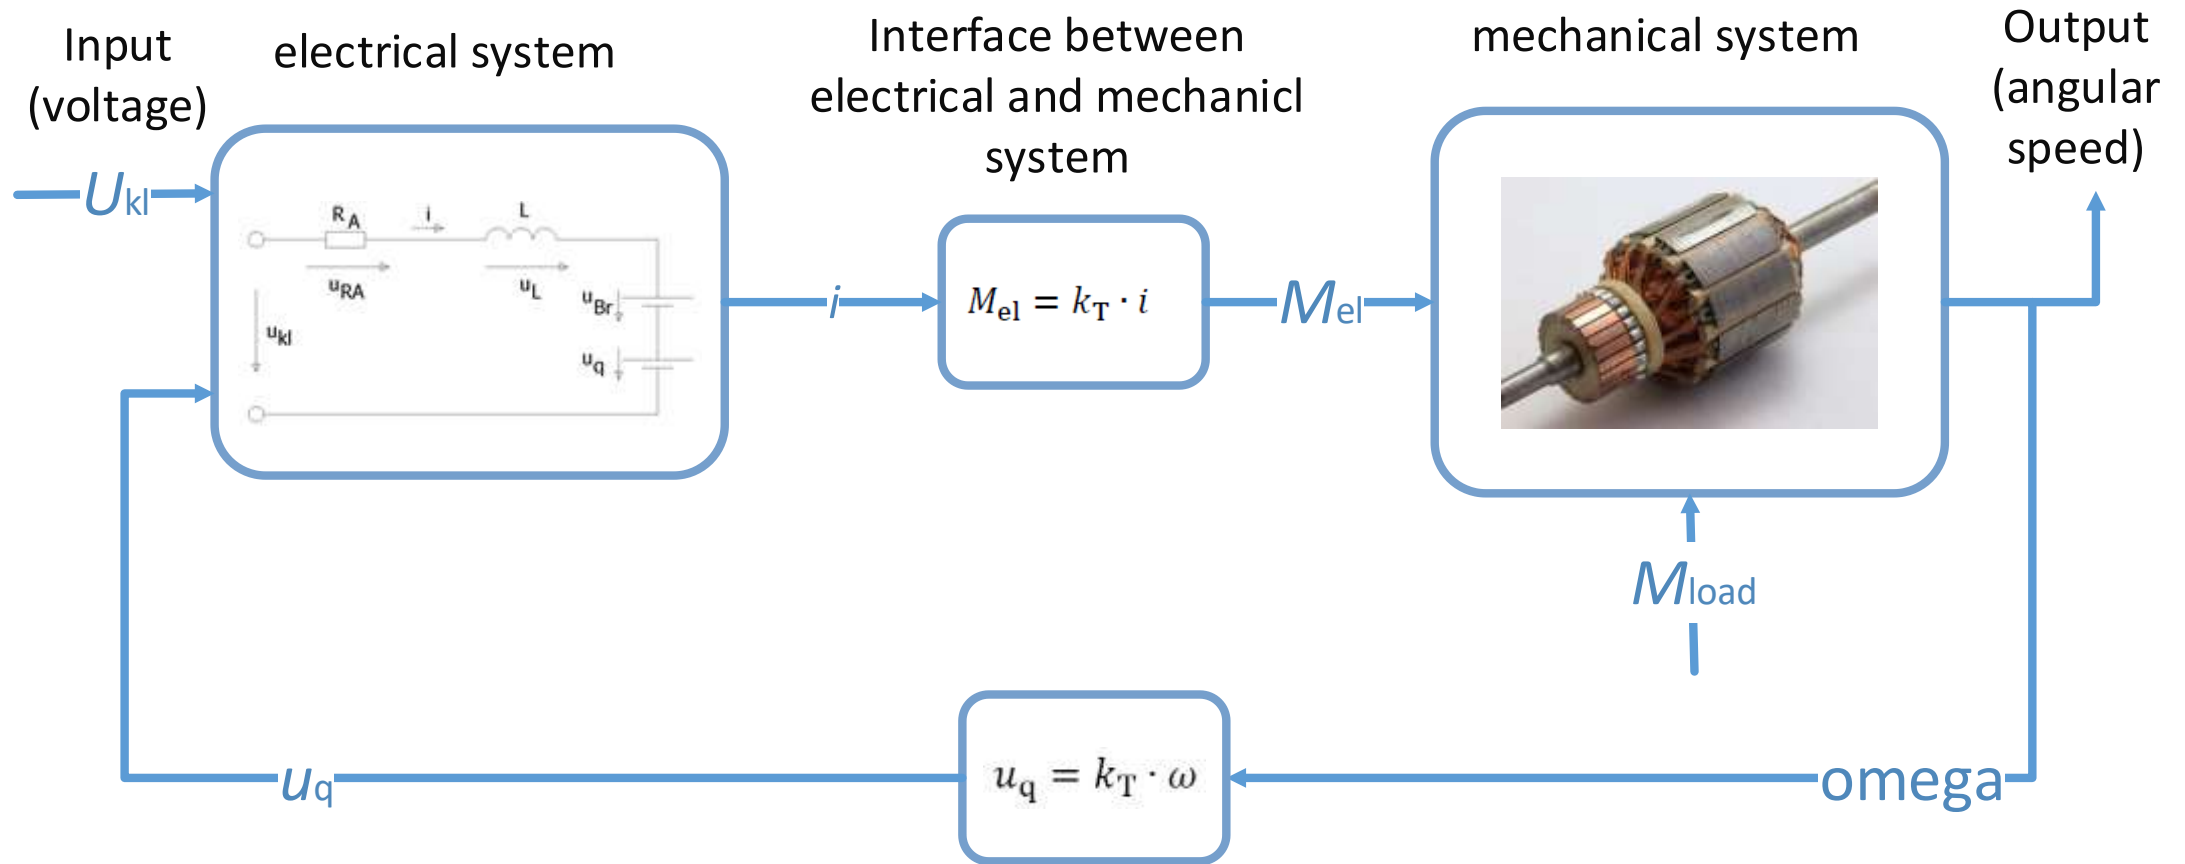 Input
(voltage)
electrical system
Interface between
electrical and mechanicl
system
mechanical system
Output
(angular
speed)
Ukl
RA
i
L
uRA
uL
uBr
ukl
uq
i
Mel = kT · i
Mel
Mload
uq
uq = kT · ω
omega